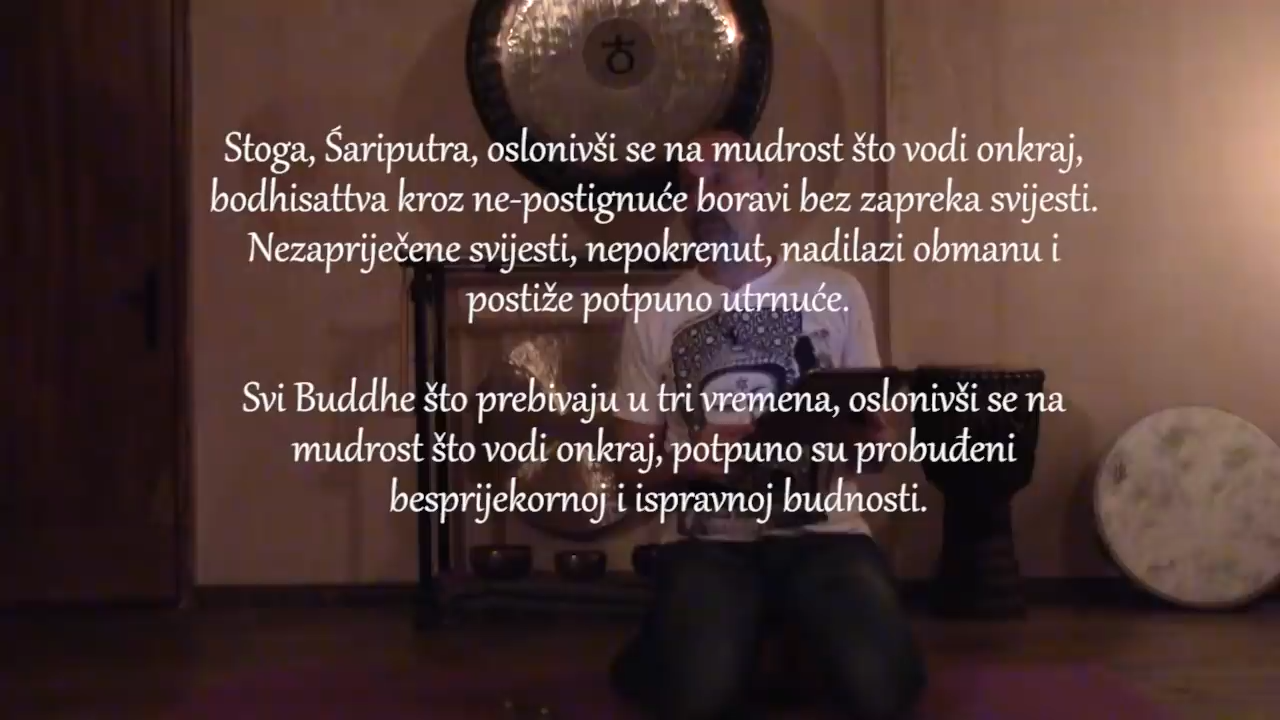 Stoga, Śariputra, oslonivši se na mudrost što vodi onkraj,
bodhisattva kroz ne-postignuće boravi bez zapreka svijesti.
Nezapriječene svijesti, nepokrenut, nadilazi obmanu i
postiže potpuno utrnuće.
Svi Buddhe što prebivaju u tri vremena, oslonivši se na
mudrost što vodi onkraj, potpuno su probuđeni
besprijekornoj i ispravnoj budnosti.